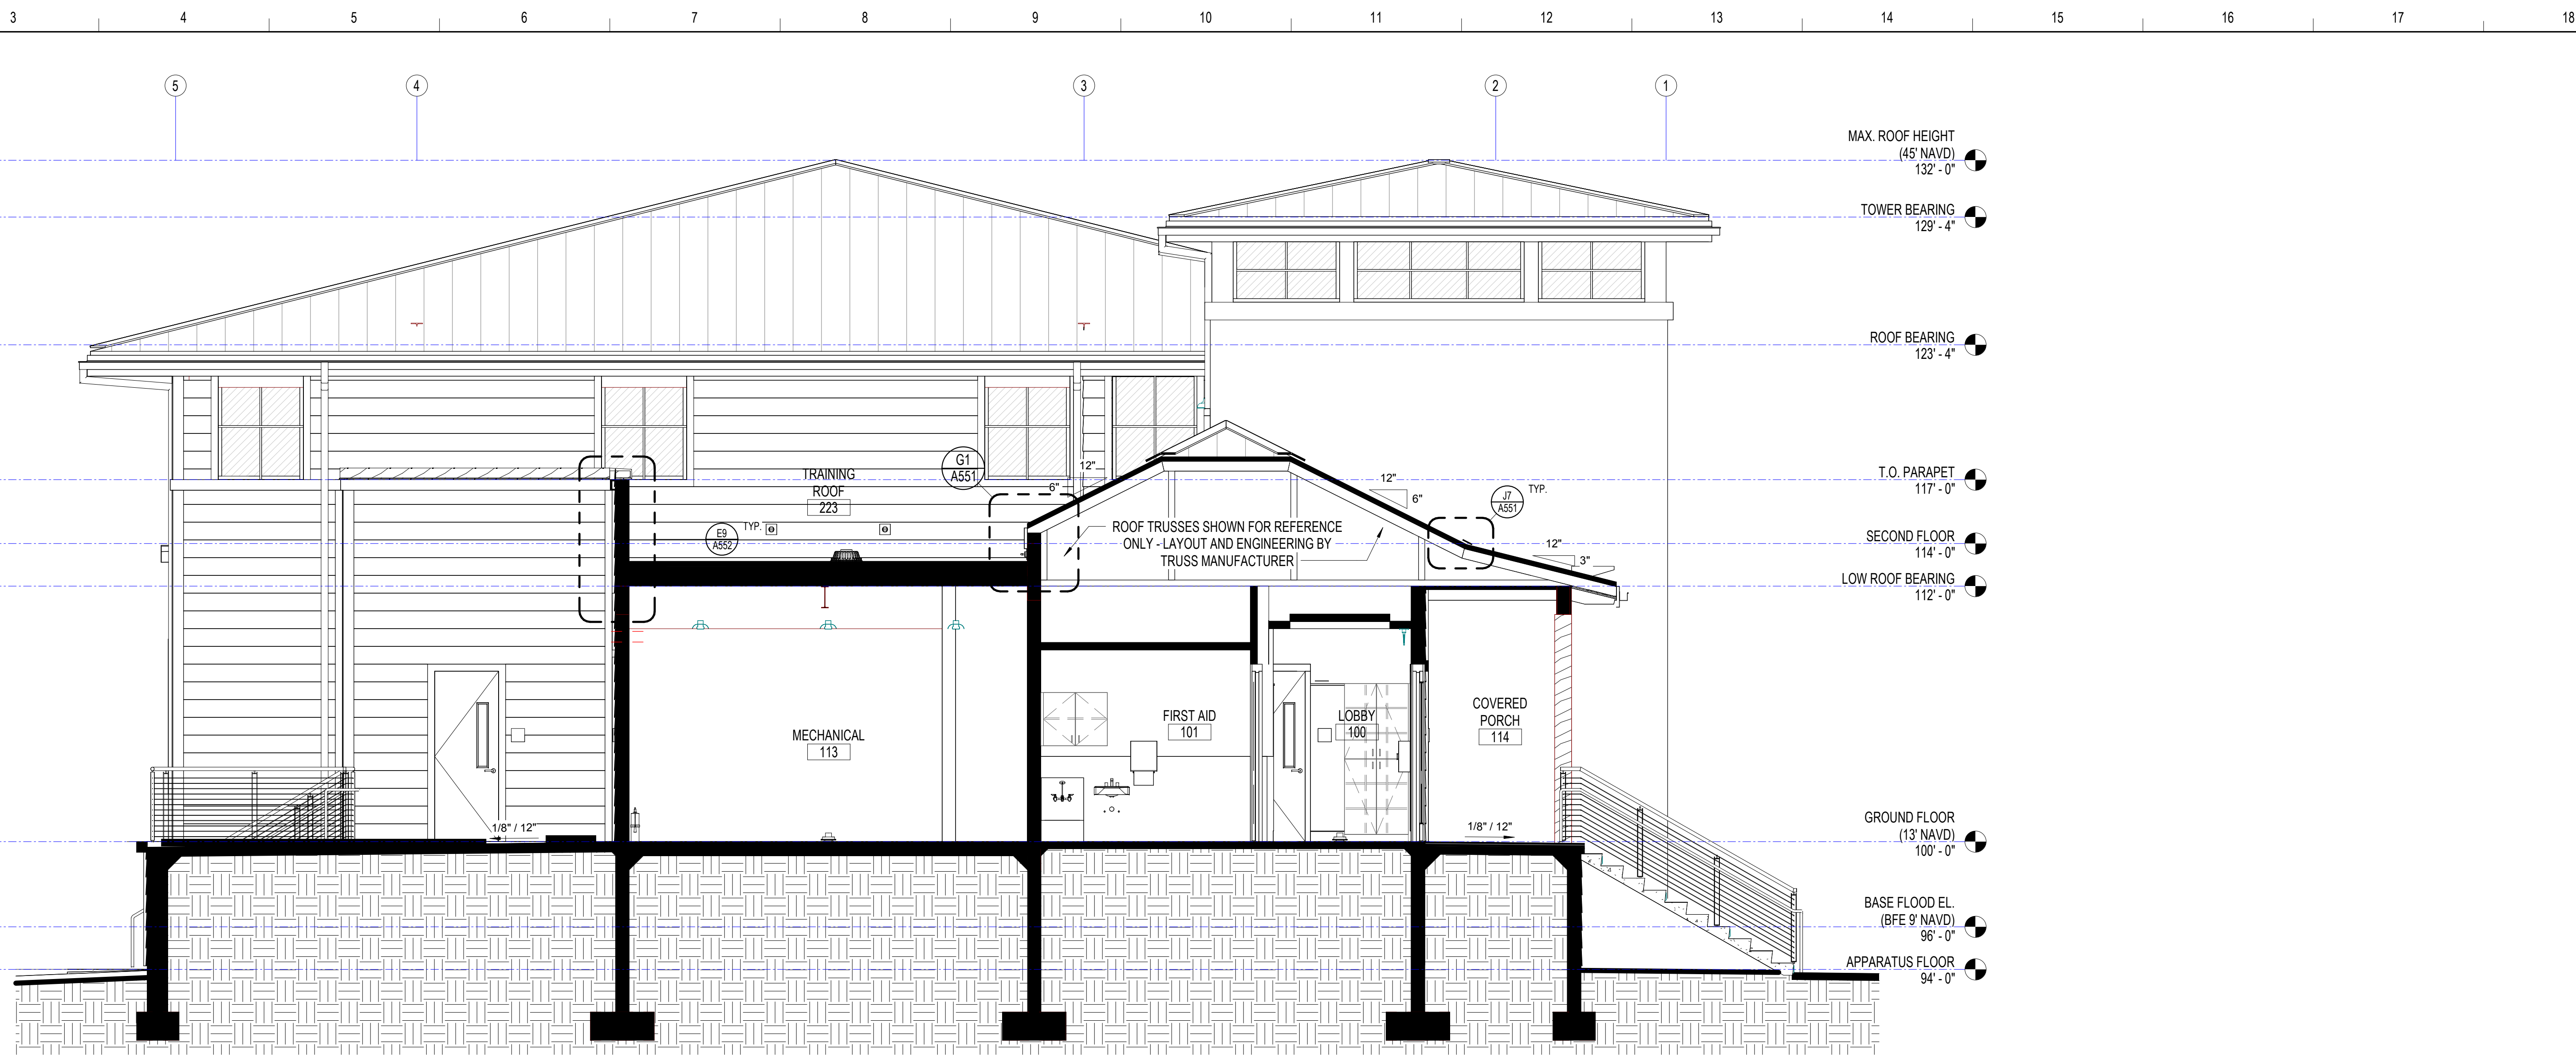 3 4 5 6 7 8 9 10 11 12 13 14 15 16 17 18
5 4 3 2 1
MAX. ROOF HEIGHT
(45' NAVD)
132' - 0"
TOWER BEARING
129' - 4"
ROOF BEARING
123' - 4"
T.O. PARAPET
117' - 0"
SECOND FLOOR
114' - 0"
LOW ROOF BEARING
112' - 0"
GROUND FLOOR
(13' NAVD)
100' - 0"
BASE FLOOD EL.
(BFE 9' NAVD)
96' - 0"
APPARATUS FLOOR
94' - 0"
TRAINING
ROOF
223
G1
A551
12"
6"
E9
A552
TYP.
12"
6"
J7
A551
TYP.
ROOF TRUSSES SHOWN FOR REFERENCE
ONLY - LAYOUT AND ENGINEERING BY
TRUSS MANUFACTURER
12"
3"
MECHANICAL
113
FIRST AID
101
LOBBY
100
COVERED
PORCH
114
1/8" / 12"
1/8" / 12"